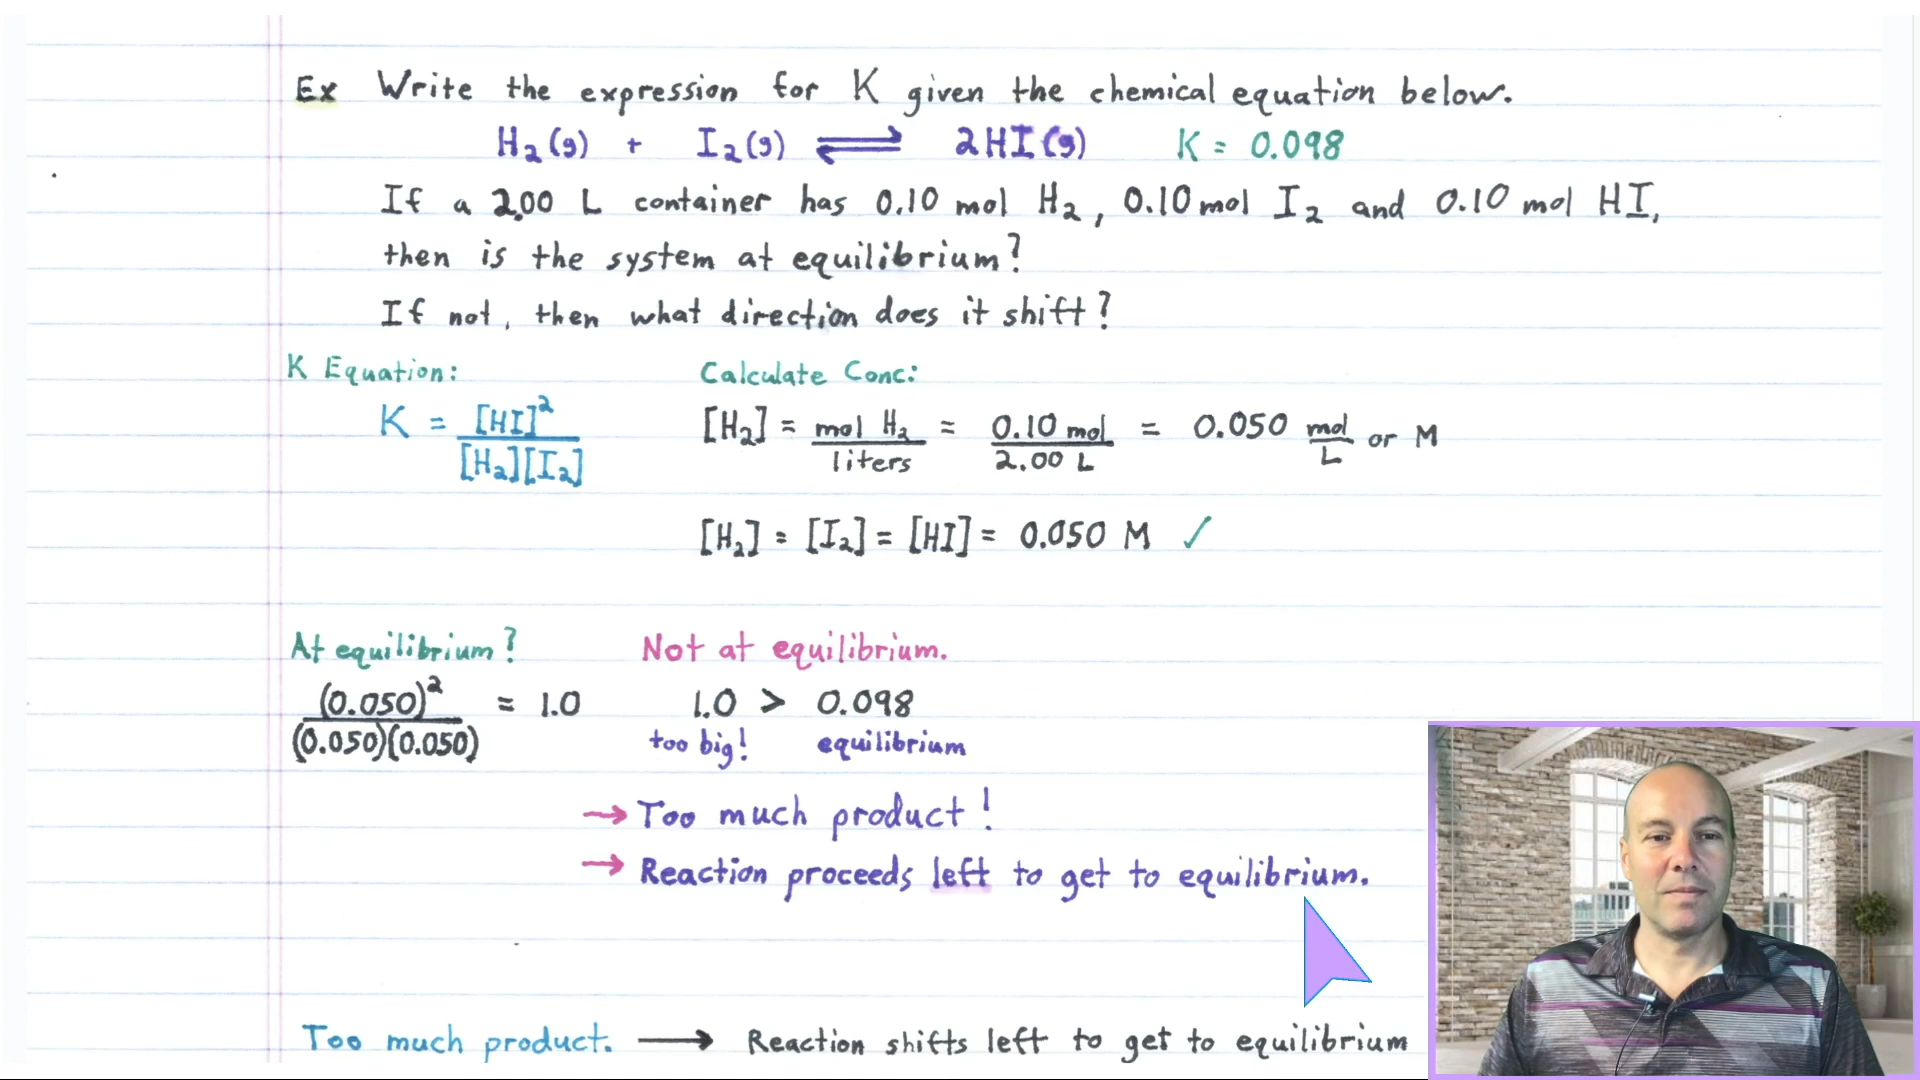 Ex Write the expression for K given the chemical equation below.
H₂(g) + I₂(g) ⇌ 2HI(g) K = 0.098
If a 2.00 L container has 0.10 mol H₂, 0.10 mol I₂ and 0.10 mol HI,
then is the system at equilibrium?
If not, then what direction does it shift?
K Equation: Calculate Conc:
K = [HI]² / [H₂][I₂] [H₂] = mol H₂ / liters = 0.10 mol / 2.00 L = 0.050 mol / L or M
[H₂] = [I₂] = [HI] = 0.050 M ✓
At equilibrium? Not at equilibrium.
(0.050)² / (0.050)(0.050) = 1.0 1.0 > 0.098
too big! equilibrium
→ Too much product!
→ Reaction proceeds left to get to equilibrium.
Too much product. → Reaction shifts left to get to equilibrium